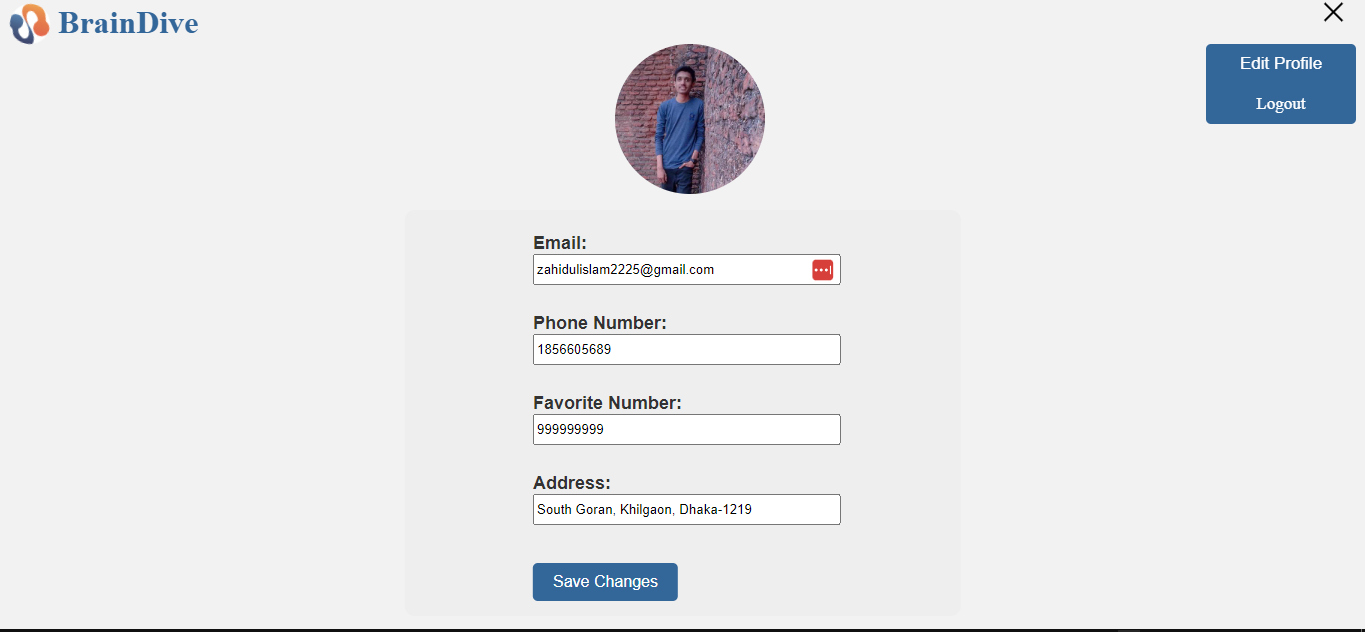 BrainDive
Edit Profile
Logout
Email:
zahidulislam2225@gmail.com
Phone Number:
1856605689
Favorite Number:
999999999
Address:
South Goran, Khilgaon, Dhaka-1219
Save Changes